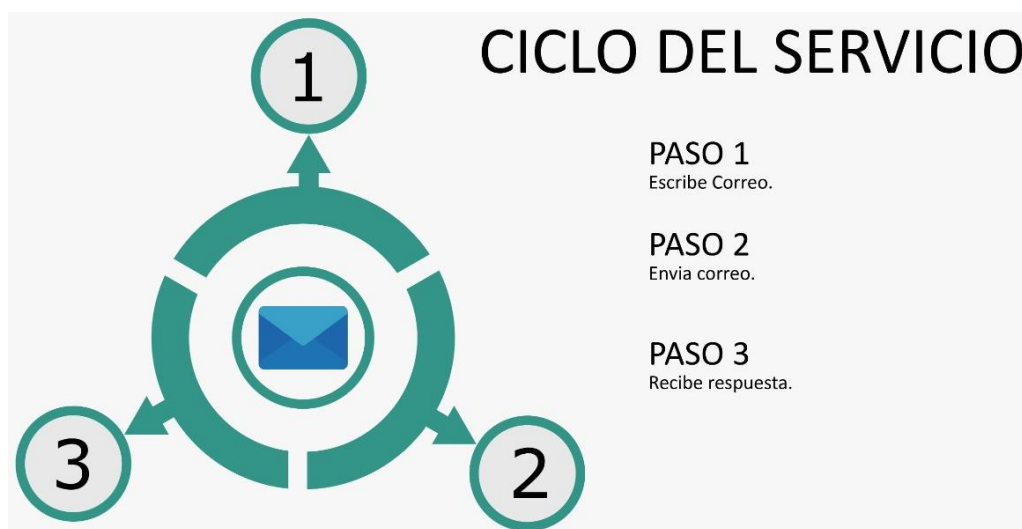 CICLO DEL SERVICIO
1
PASO 1
Escribe Correo.
PASO 2
Envia correo.
PASO 3
Recibe respuesta.
3
2